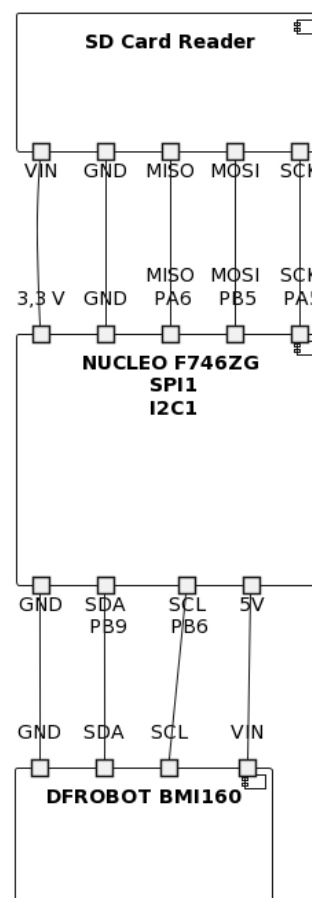 SD Card Reader
VIN GND MISO MOSI SCK
MISO MOSI SCK
3,3 V GND PA6 PB5 PA5
NUCLEO F746ZG
SPI1
I2C1
GND SDA SCL 5V
PB9 PB6
GND SDA SCL VIN
DFROBOT BMI160